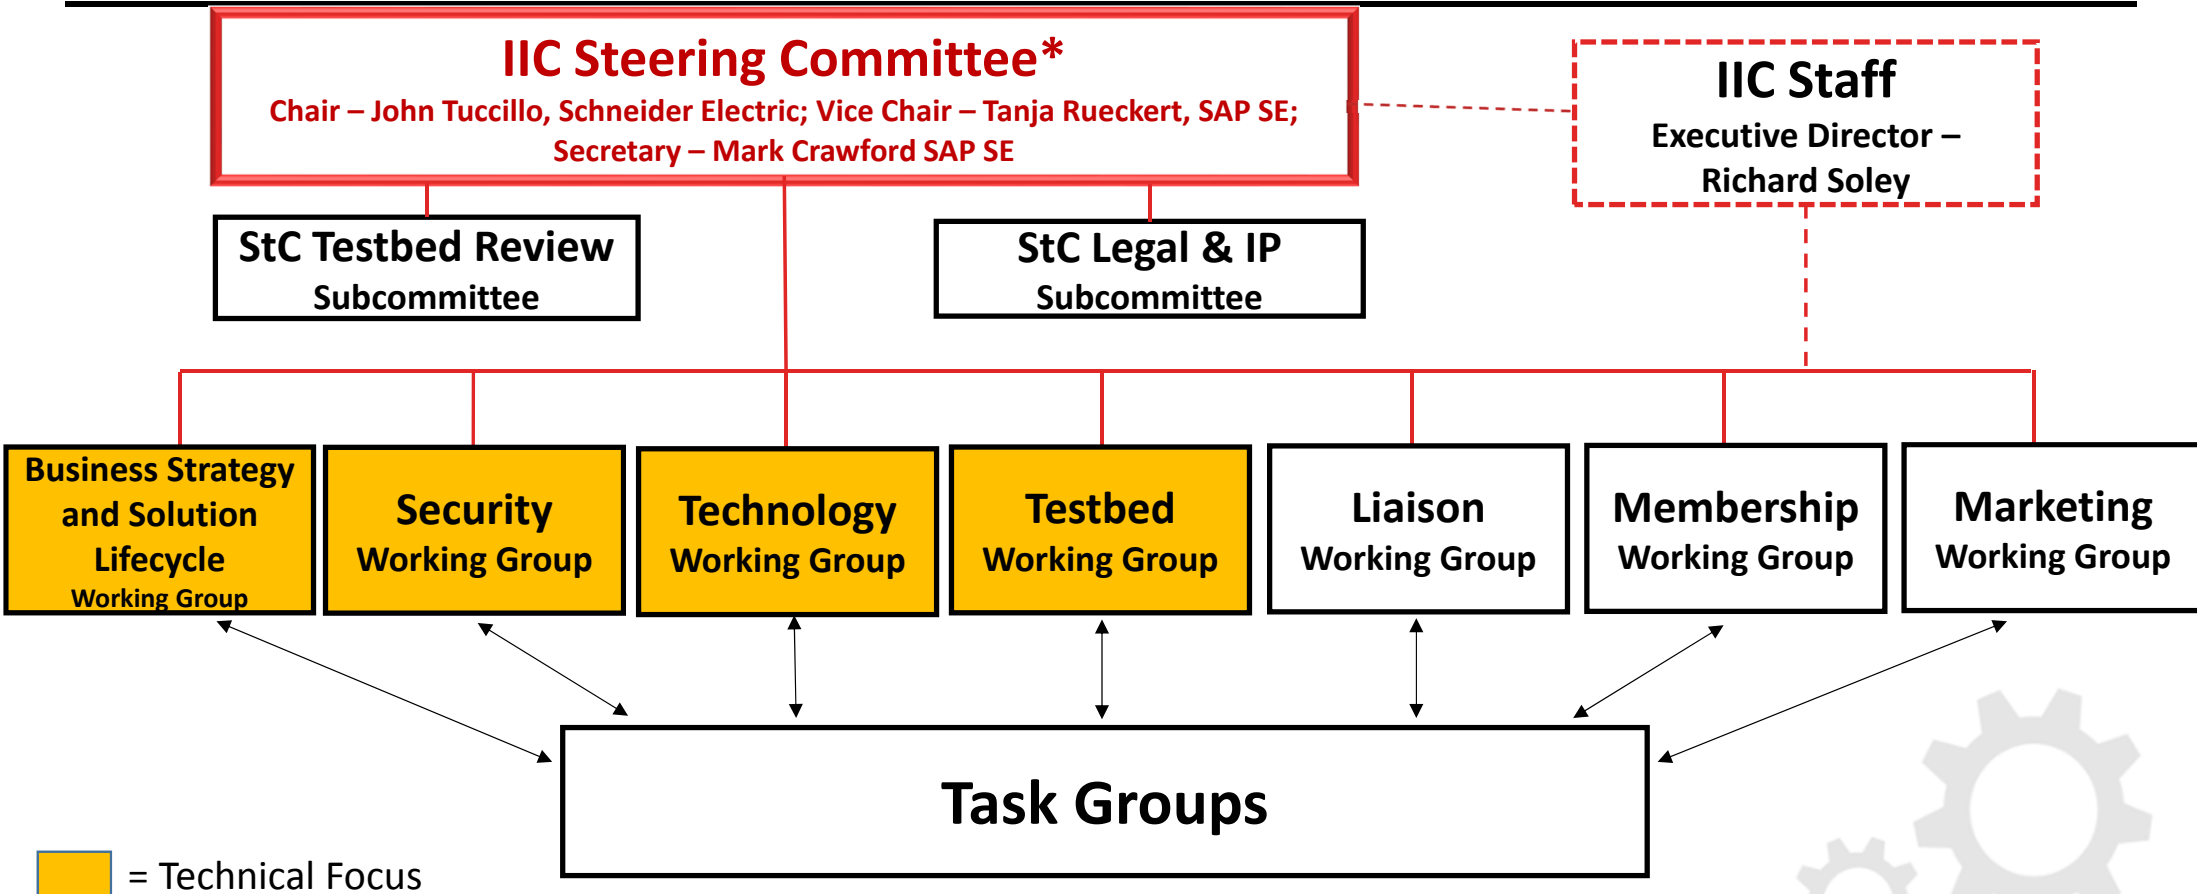 IIC Steering Committee*
Chair – John Tuccillo, Schneider Electric; Vice Chair – Tanja Rueckert, SAP SE;
Secretary – Mark Crawford SAP SE
IIC Staff
Executive Director –
Richard Soley
StC Testbed Review
Subcommittee
StC Legal & IP
Subcommittee
Business Strategy
and Solution
Lifecycle
Working Group
Security
Working Group
Technology
Working Group
Testbed
Working Group
Liaison
Working Group
Membership
Working Group
Marketing
Working Group
Task Groups
= Technical Focus